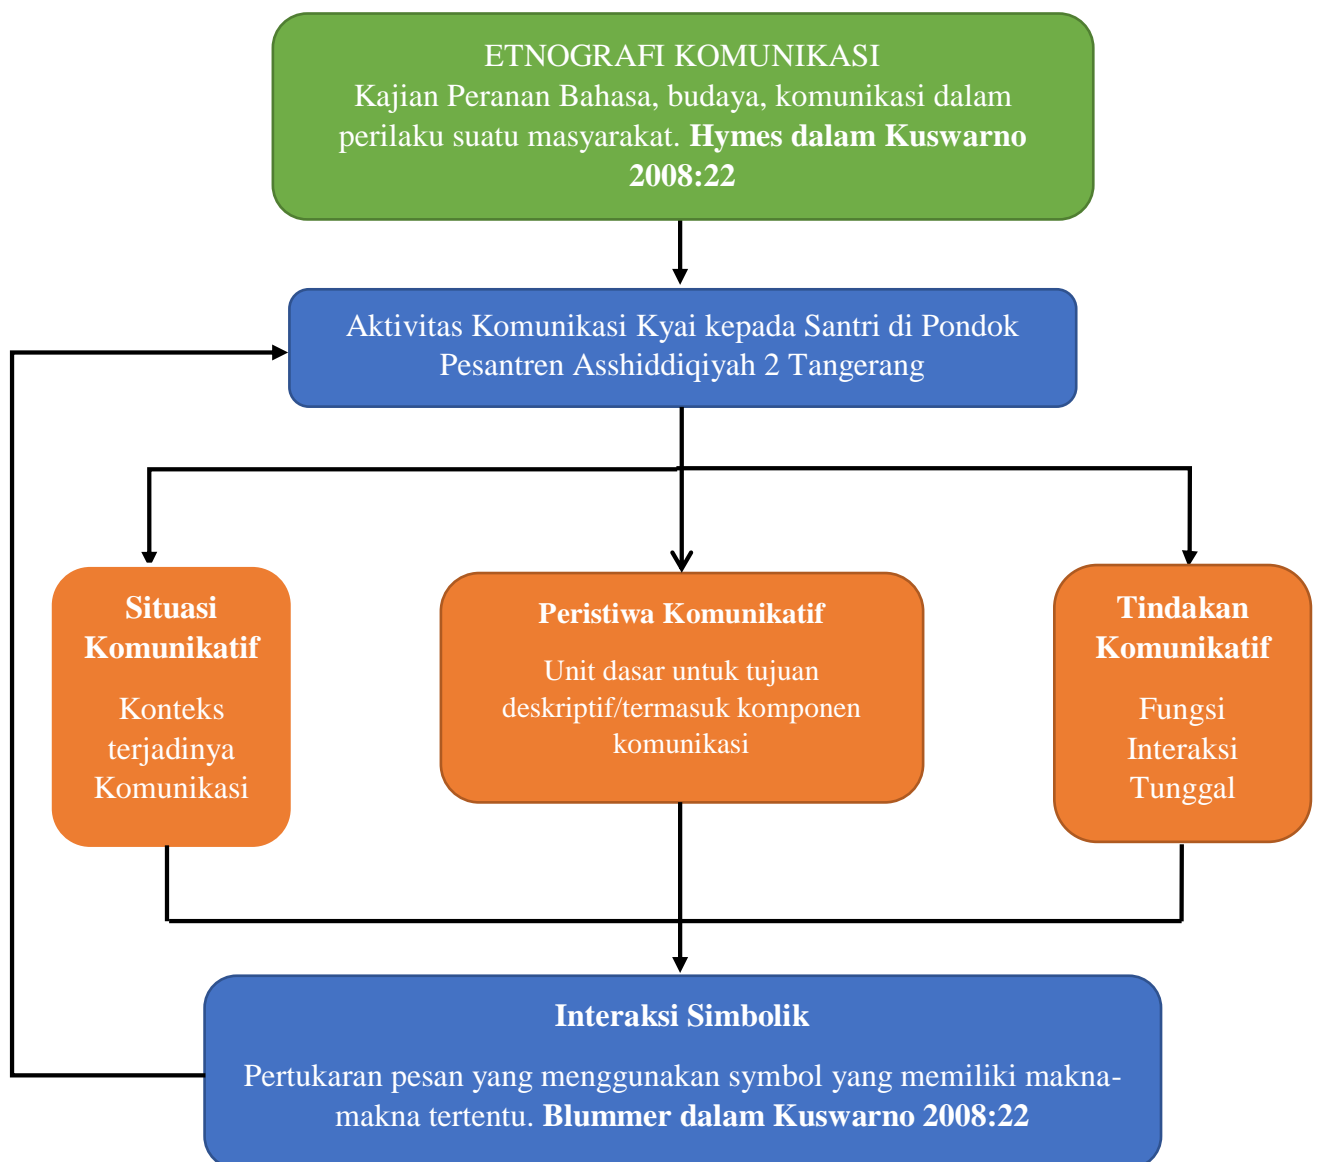 ETNOGRAFI KOMUNIKASI
Kajian Peranan Bahasa, budaya, komunikasi dalam
perilaku suatu masyarakat. Hymes dalam Kuswarno
2008:22
Aktivitas Komunikasi Kyai kepada Santri di Pondok
Pesantren Asshiddiqiyah 2 Tangerang
Situasi
Komunikatif
Konteks
terjadinya
Komunikasi
Peristiwa Komunikatif
Unit dasar untuk tujuan
deskriptif/termasuk komponen
komunikasi
Tindakan
Komunikatif
Fungsi
Interaksi
Tunggal
Interaksi Simbolik
Pertukaran pesan yang menggunakan symbol yang memiliki makna-
makna tertentu. Blummer dalam Kuswarno 2008:22